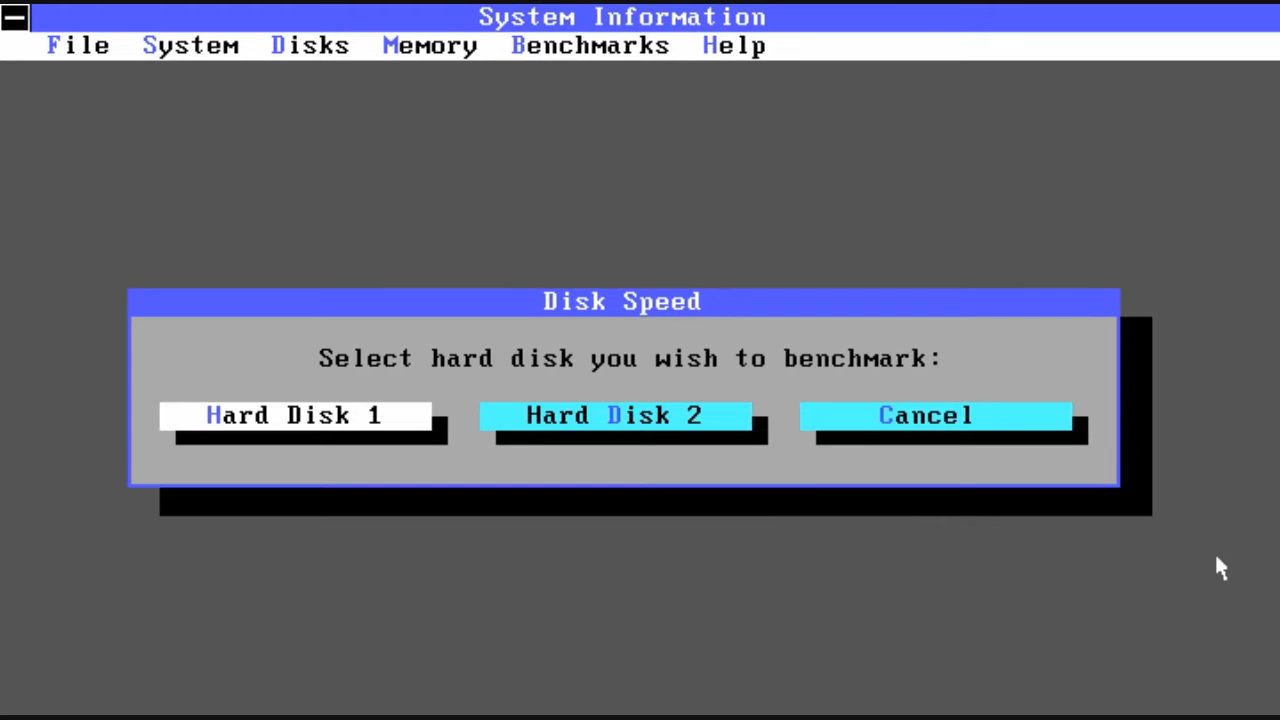 System Information
File System Disks Memory Benchmarks Help
Disk Speed
Select hard disk you wish to benchmark:
Hard Disk 1 Hard Disk 2 Cancel